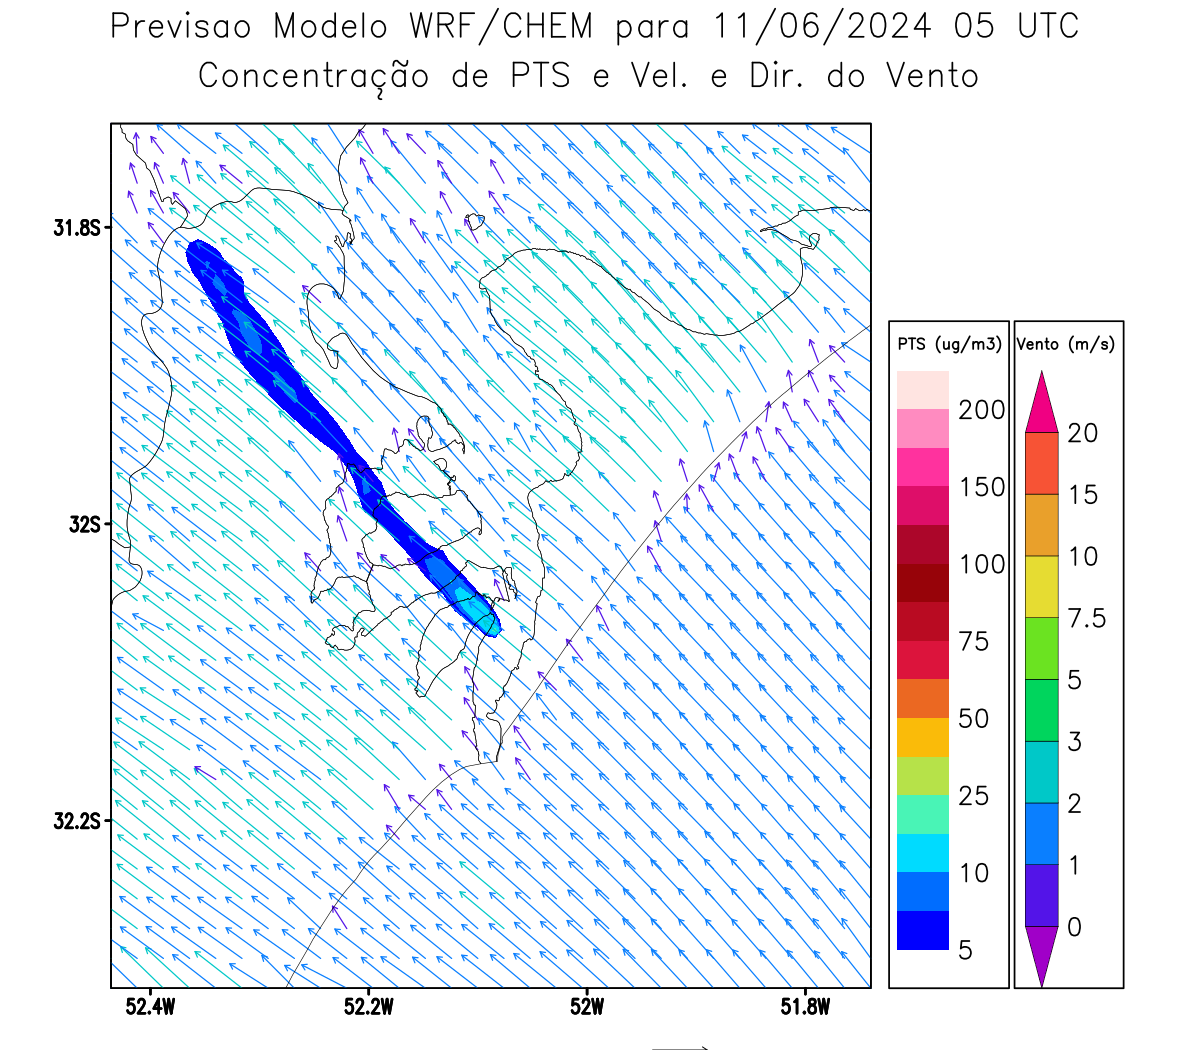 Previsao Modelo WRF/CHEM para 11/06/2024 05 UTC
Concentração de PTS e Vel. e Dir. do Vento
31.8S
32S
32.2S
52.4W
52.2W
52W
51.8W
PTS (ug/m3)
200
150
100
75
50
25
10
5
Vento (m/s)
20
15
10
7.5
5
3
2
1
0